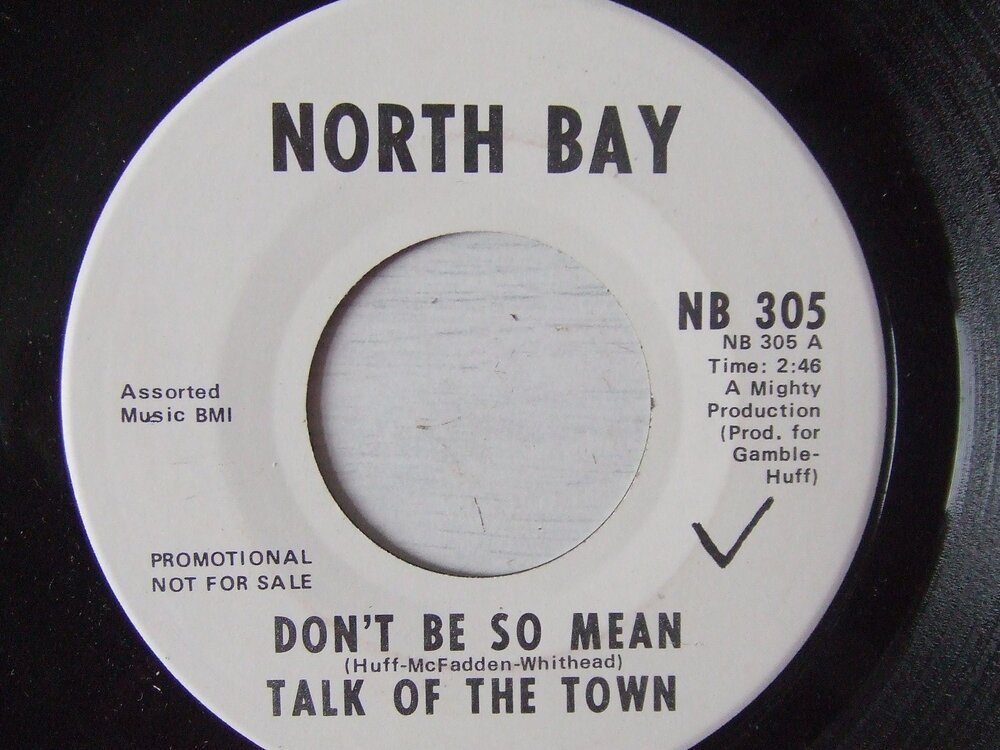 NORTH BAY
NB 305
NB 305 A
Time: 2:46
A Mighty
Production
(Prod. for
Gamble-
Huff)
Assorted
Music BMI
PROMOTIONAL
NOT FOR SALE
DON'T BE SO MEAN
(Huff-McFadden-Whithead)
TALK OF THE TOWN